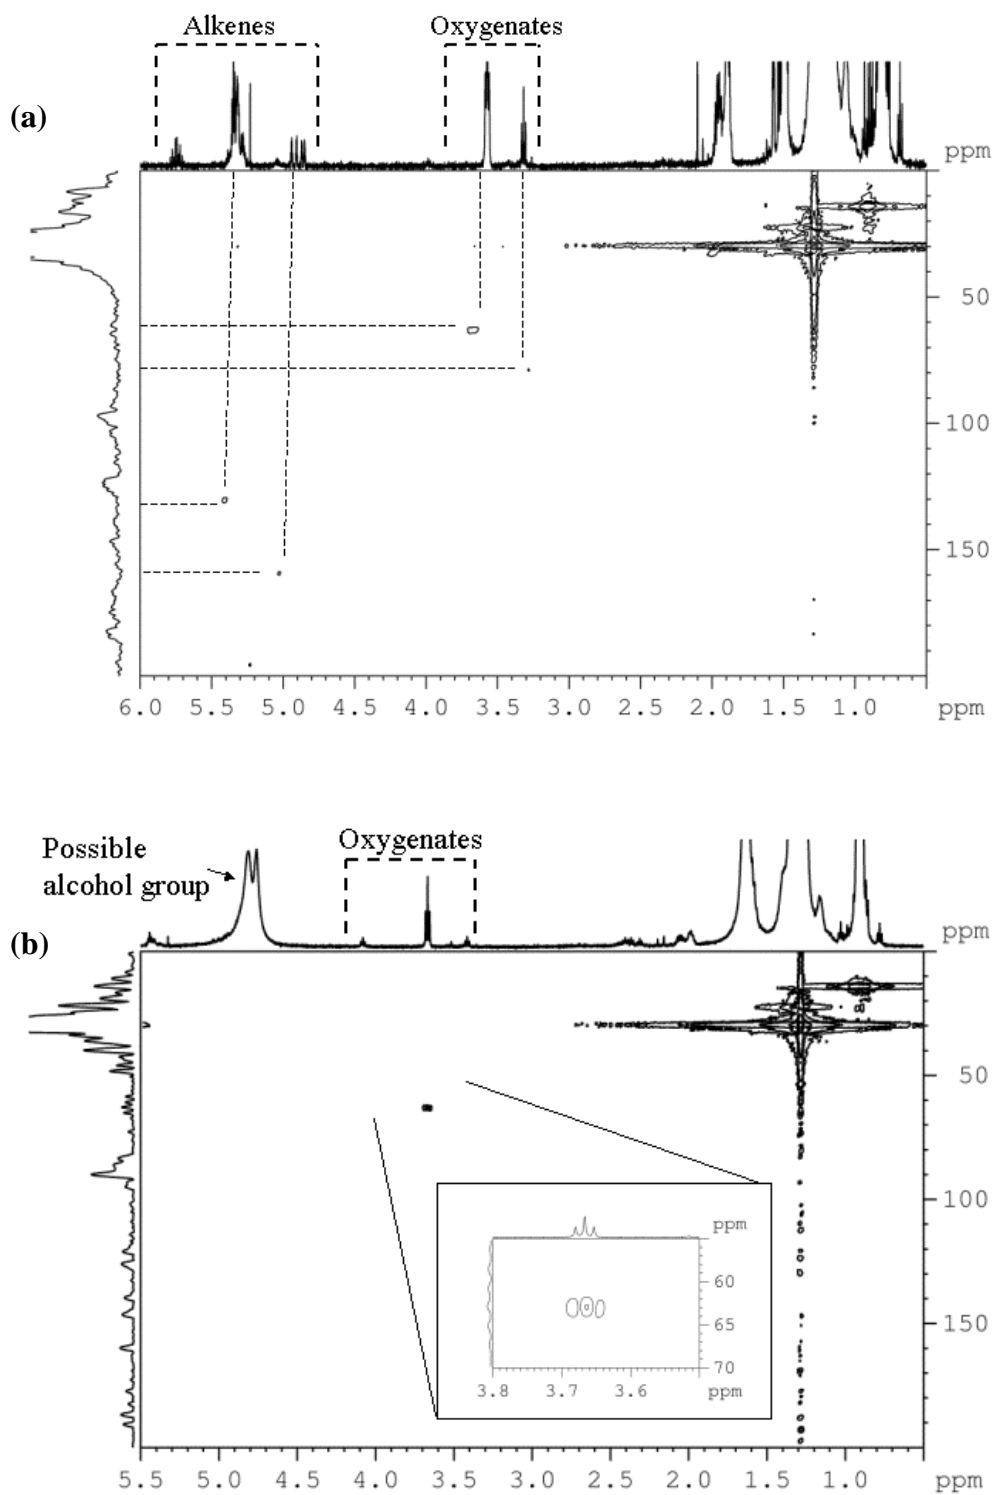 Alkenes Oxygenates
(a)
ppm
50
100
150
6.0 5.5 5.0 4.5 4.0 3.5 3.0 2.5 2.0 1.5 1.0 ppm
Oxygenates
Possible
alcohol group
(b)
ppm
50
100
150
ppm
60
65
70
3.8 3.7 3.6 ppm
5.5 5.0 4.5 4.0 3.5 3.0 2.5 2.0 1.5 1.0 ppm